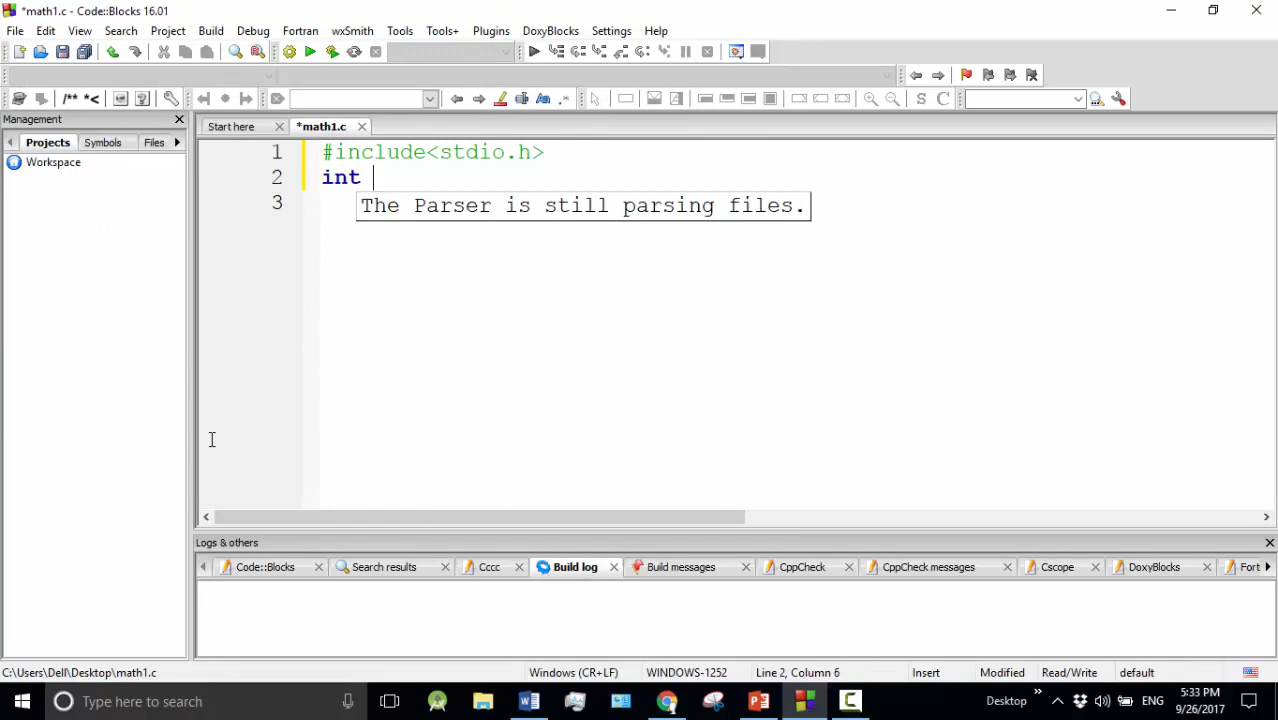 *math1.c - Code::Blocks 16.01
File Edit View Search Project Build Debug Fortran wxSmith Tools Tools+ Plugins DoxyBlocks Settings Help
/** *<
.*
S C
Management
Projects Symbols Files
Workspace
Start here *math1.c
1 #include<stdio.h>
2 int
3
The Parser is still parsing files.
Logs & others
Code::Blocks Search results Cccc Build log Build messages CppCheck CppCheck messages Cscope DoxyBlocks Fort
C:\Users\Dell\Desktop\math1.c Windows (CR+LF) WINDOWS-1252 Line 2, Column 6 Insert Modified Read/Write default
Type here to search Desktop » ENG 5:33 PM
9/26/2017